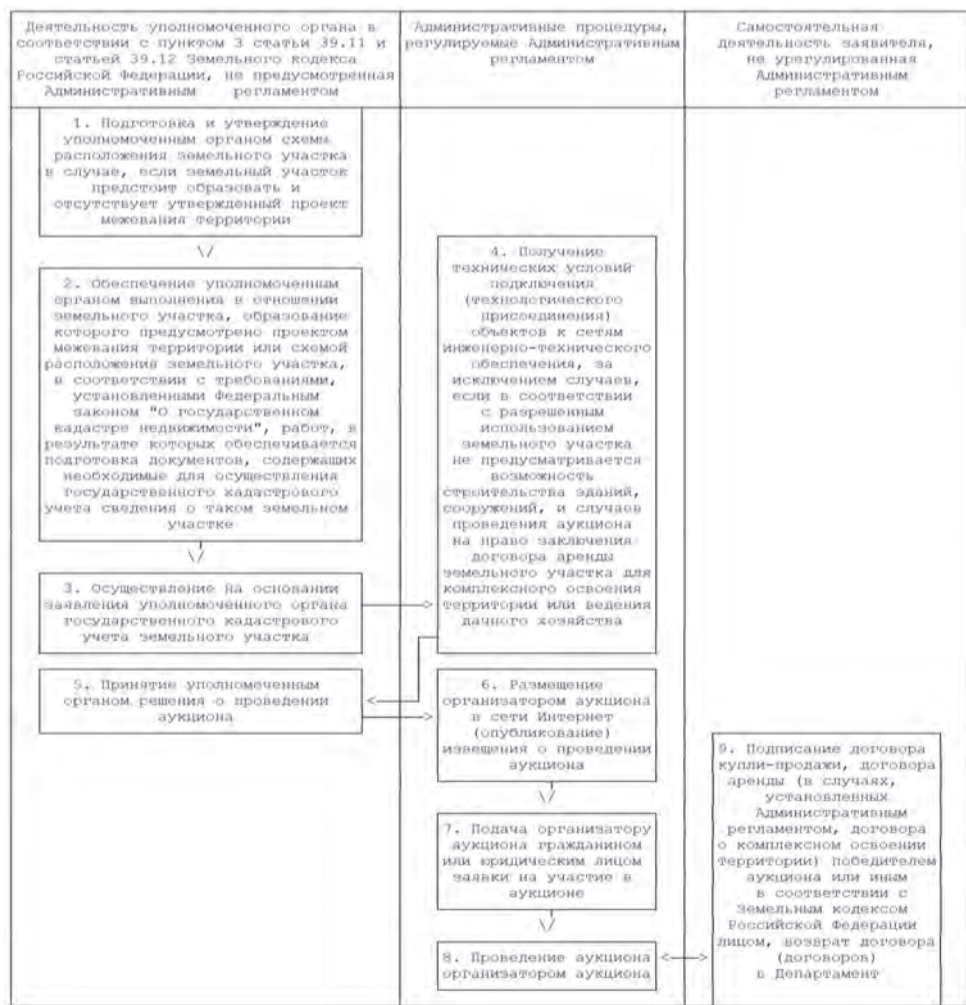 Деятельность уполномоченного органа в
соответствии с пунктом 3 статьи 39.11 и
статьей 39.12 Земельного кодекса
Российской Федерации, не предусмотренная
Административным регламентом
Административные процедуры,
регулируемые Административным
регламентом
Самостоятельная
деятельность заявителя,
не урегулированная
Административным
регламентом
1. Подготовка и утверждение
уполномоченным органом схемы
расположения земельного участка
в случае, если земельный участок
предстоит образовать и
отсутствует утвержденный проект
межевания территории
\/
2. Обеспечение уполномоченным
органом выполнения в отношении
земельного участка, образование
которого предусмотрено проектом
межевания территории или схемой
расположения земельного участка,
в соответствии с требованиями,
установленными Федеральным
законом "О государственном
кадастре недвижимости", работ, в
результате которых обеспечивается
подготовка документов, содержащих
необходимые для осуществления
государственного кадастрового
учета сведения о таком земельном
участке
\/
3. Осуществление на основании
заявления уполномоченного органа
государственного кадастрового
учета земельного участка
4. Получение
технических условий
подключения
(технологического
присоединения)
объектов к сетям
инженерно-технического
обеспечения, за
исключением случаев,
если в соответствии
с разрешенным
использованием
земельного участка
не предусматривается
возможность
строительства зданий,
сооружений, и случаев
проведения аукциона
на право заключения
договора аренды
земельного участка для
комплексного освоения
территории или ведения
дачного хозяйства
5. Принятие уполномоченным
органом решения о проведении
аукциона
6. Размещение
организатором аукциона
в сети Интернет
(опубликование)
извещения о проведении
аукциона
\/
7. Подача организатору
аукциона гражданином
или юридическим лицом
заявки на участие в
аукционе
\/
8. Проведение аукциона
организатором аукциона
9. Подписание договора
купли-продажи, договора
аренды (в случаях,
установленных
Административным
регламентом, договора
о комплексном освоении
территории) победителем
аукциона или иным
в соответствии с
Земельным кодексом
Российской Федерации
лицом, возврат договора
(договоров)
в Департамент